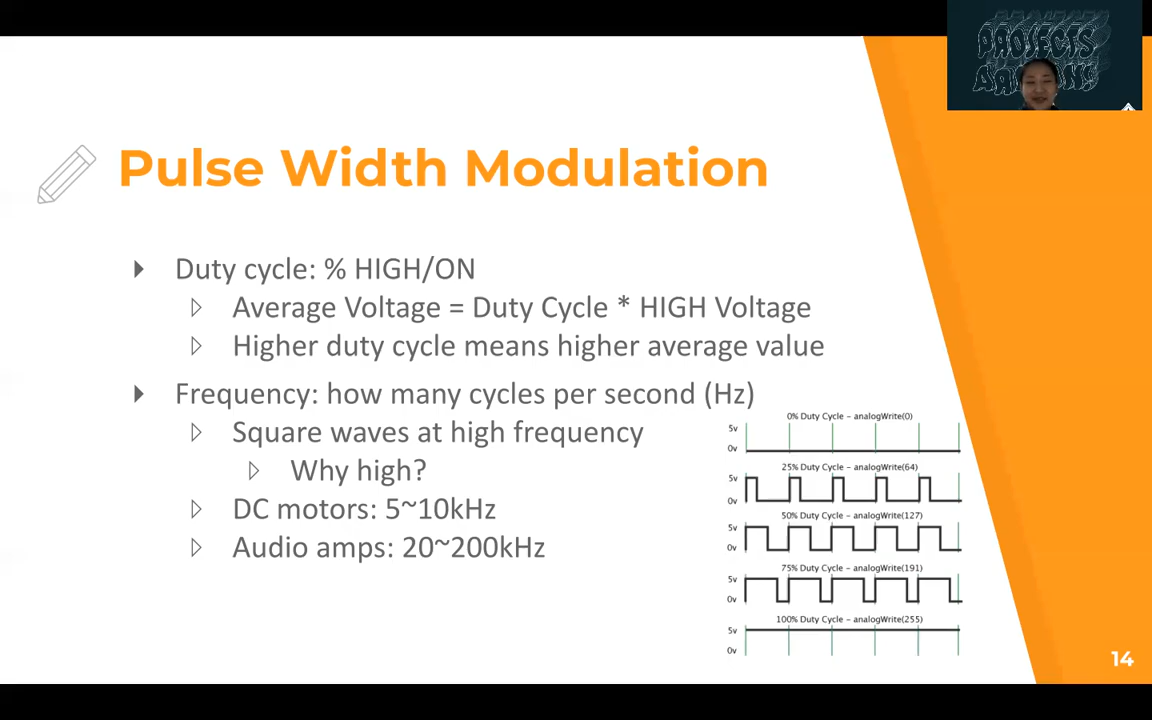 PROJECTS
Pulse Width Modulation
Duty cycle: % HIGH/ON
Average Voltage = Duty Cycle * HIGH Voltage
Higher duty cycle means higher average value
Frequency: how many cycles per second (Hz)
Square waves at high frequency
Why high?
DC motors: 5~10kHz
Audio amps: 20~200kHz
0% Duty Cycle - analogWrite(0)
5v
0v
25% Duty Cycle - analogWrite(64)
5v
0v
50% Duty Cycle - analogWrite(127)
5v
0v
75% Duty Cycle - analogWrite(191)
5v
0v
100% Duty Cycle - analogWrite(255)
5v
0v
14